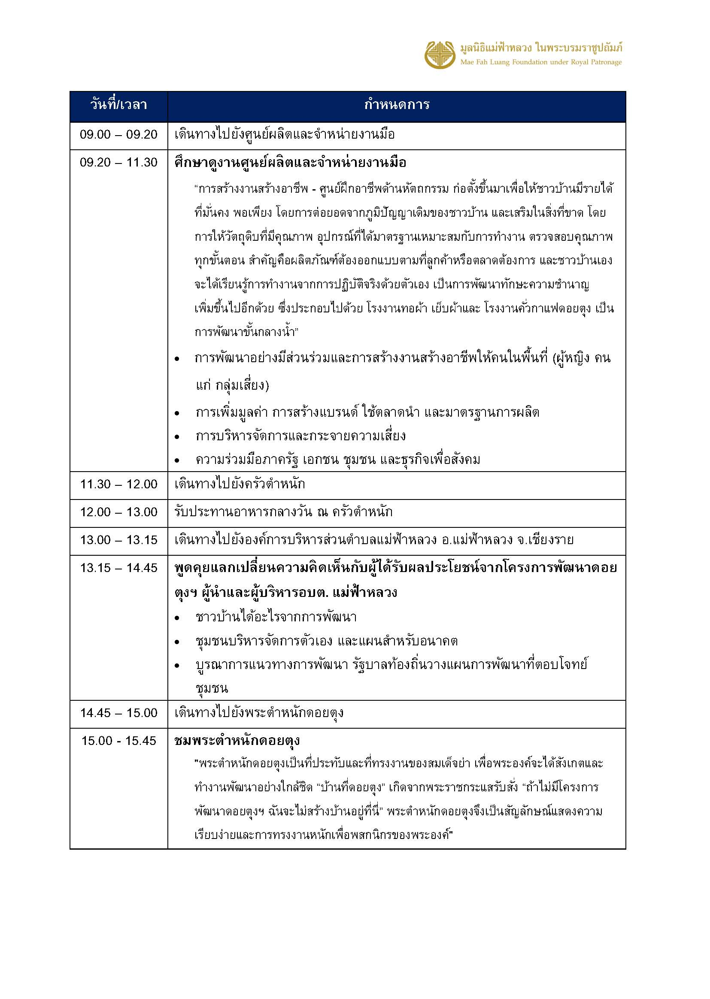 มูลนิธิแม่ฟ้าหลวง ในพระบรมราชูปถัมภ์
Mae Fah Luang Foundation under Royal Patronage
วันที่/เวลา กำหนดการ
09.00 – 09.20 เดินทางไปยังศูนย์ผลิตและจำหน่ายงานมือ
09.20 – 11.30 ศึกษาดูงานศูนย์ผลิตและจำหน่ายงานมือ
“การสร้างงานสร้างอาชีพ - ศูนย์ฝึกอาชีพด้านหัตถกรรม ก่อตั้งขึ้นมาเพื่อให้ชาวบ้านมีรายได้
ที่มั่นคง พอเพียง โดยการต่อยอดจากภูมิปัญญาเดิมของชาวบ้าน และเสริมในสิ่งที่ขาด โดย
การให้วัตถุดิบที่มีคุณภาพ อุปกรณ์ที่ได้มาตรฐานเหมาะสมกับการทำงาน ตรวจสอบคุณภาพ
ทุกขั้นตอน สำคัญคือผลิตภัณฑ์ต้องออกแบบตามที่ลูกค้าหรือตลาดต้องการ และชาวบ้านเอง
จะได้เรียนรู้การทำงานจากการปฏิบัติจริงด้วยตัวเอง เป็นการพัฒนาทักษะความชำนาญ
เพิ่มขึ้นไปอีกด้วย ซึ่งประกอบไปด้วย โรงงานทอผ้า เย็บผ้าและ โรงงานคั่วกาแฟดอยตุง เป็น
การพัฒนาขั้นกลางน้ำ”
• การพัฒนาอย่างมีส่วนร่วมและการสร้างงานสร้างอาชีพให้คนในพื้นที่ (ผู้หญิง คน
แก่ กลุ่มเสี่ยง)
• การเพิ่มมูลค่า การสร้างแบรนด์ ใช้ตลาดนำ และมาตรฐานการผลิต
• การบริหารจัดการและกระจายความเสี่ยง
• ความร่วมมือภาครัฐ เอกชน ชุมชน และธุรกิจเพื่อสังคม
11.30 – 12.00 เดินทางไปยังครัวตำหนัก
12.00 – 13.00 รับประทานอาหารกลางวัน ณ ครัวตำหนัก
13.00 – 13.15 เดินทางไปยังองค์การบริหารส่วนตำบลแม่ฟ้าหลวง อ.แม่ฟ้าหลวง จ.เชียงราย
13.15 – 14.45 พูดคุยแลกเปลี่ยนความคิดเห็นกับผู้ได้รับผลประโยชน์จากโครงการพัฒนาดอย
ตุงฯ ผู้นำและผู้บริหารอบต. แม่ฟ้าหลวง
• ชาวบ้านได้อะไรจากการพัฒนา
• ชุมชนบริหารจัดการตัวเอง และแผนสำหรับอนาคต
• บูรณาการแนวทางการพัฒนา รัฐบาลท้องถิ่นวางแผนการพัฒนาที่ตอบโจทย์
ชุมชน
14.45 – 15.00 เดินทางไปยังพระตำหนักดอยตุง
15.00 - 15.45 ชมพระตำหนักดอยตุง
"พระตำหนักดอยตุงเป็นที่ประทับและที่ทรงงานของสมเด็จย่า เพื่อพระองค์จะได้สังเกตและ
ทำงานพัฒนาอย่างใกล้ชิด “บ้านที่ดอยตุง” เกิดจากพระราชกระแสรับสั่ง “ถ้าไม่มีโครงการ
พัฒนาดอยตุงฯ ฉันจะไม่สร้างบ้านอยู่ที่นี่” พระตำหนักดอยตุงจึงเป็นสัญลักษณ์แสดงความ
เรียบง่ายและการทรงงานหนักเพื่อพสกนิกรของพระองค์"